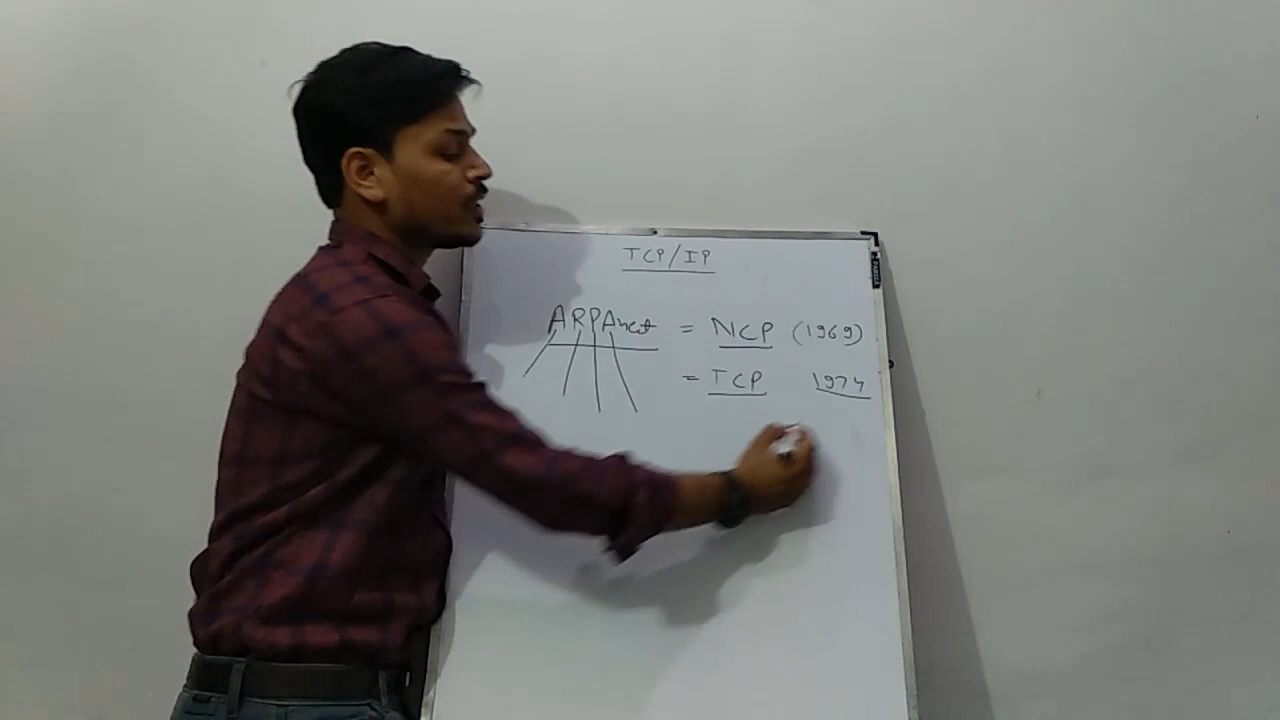 TCP/IP
ARPAnet = NCP (1969)
= TCP 1974